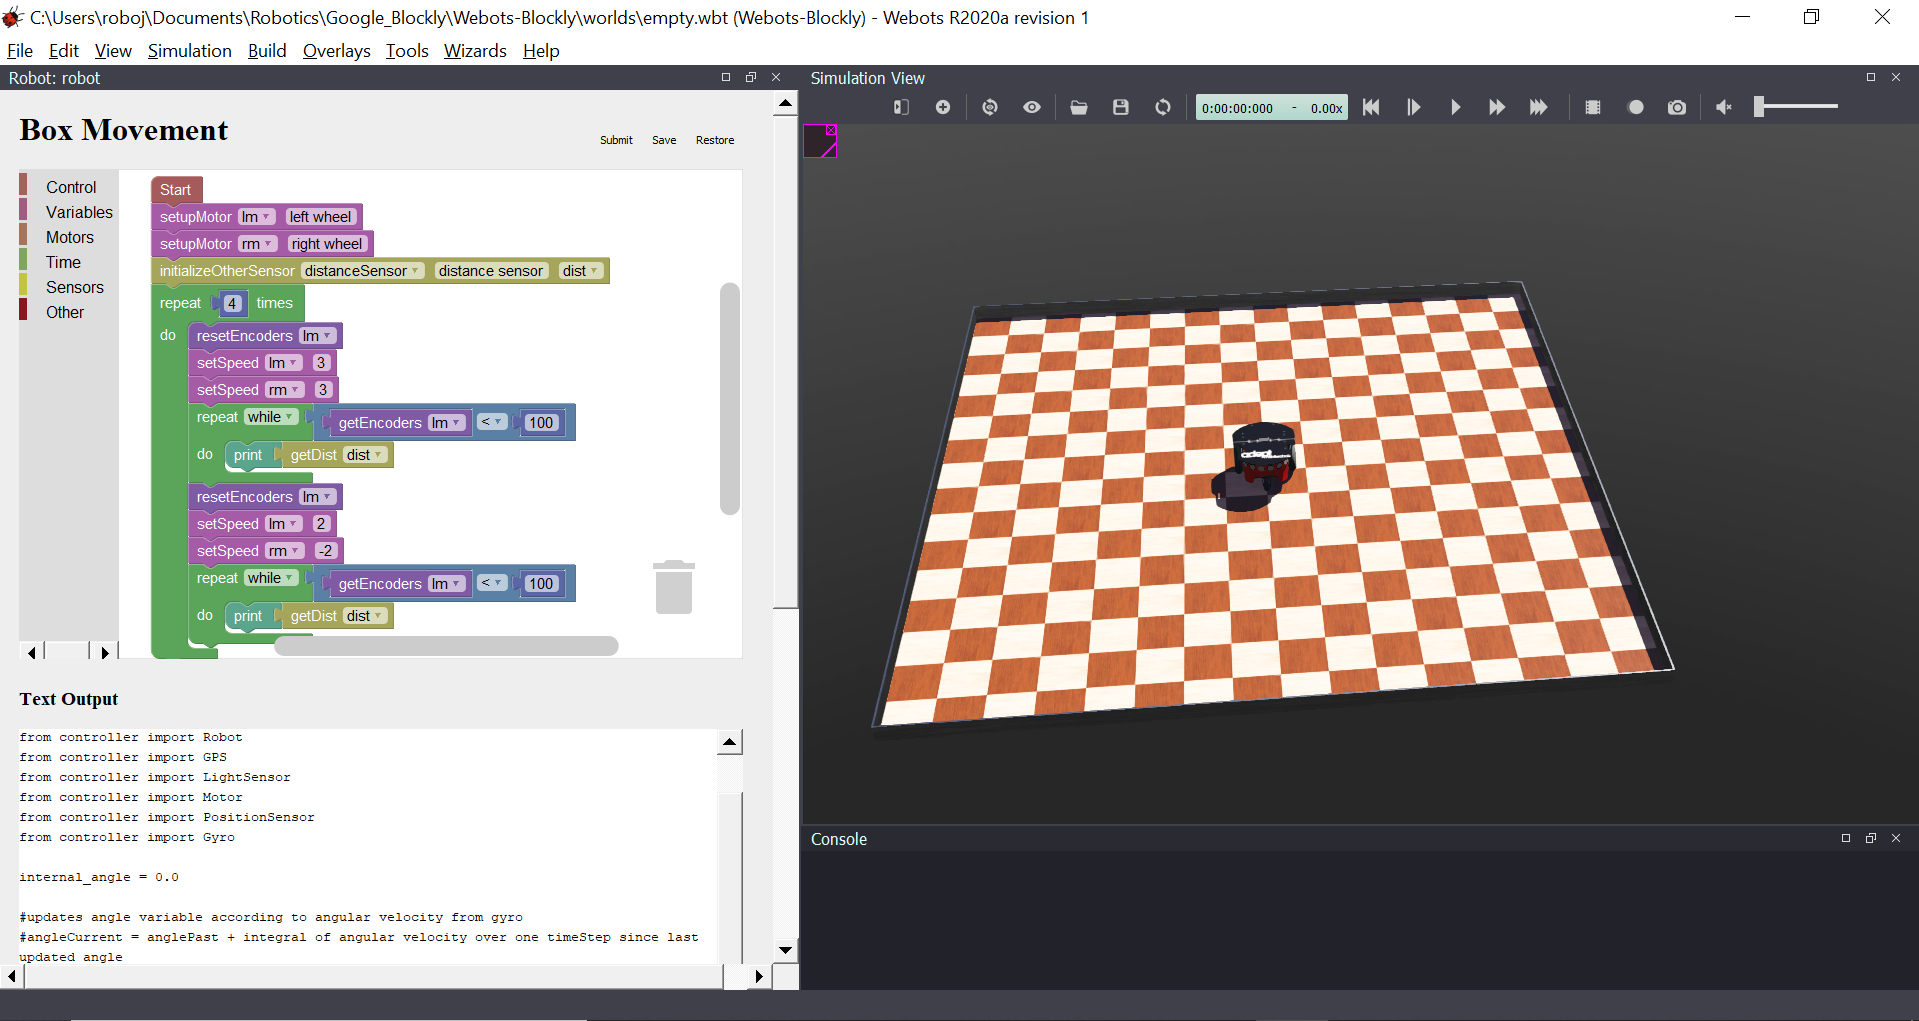 C:\Users\roboj\Documents\Robotics\Google_Blockly\Webots-Blockly\worlds\empty.wbt (Webots-Blockly) - Webots R2020a revision 1
File Edit View Simulation Build Overlays Tools Wizards Help
Robot: robot
Box Movement
Submit Save Restore
Control
Variables
Motors
Time
Sensors
Other
Start
setupMotor lm left wheel
setupMotor rm right wheel
initializeOtherSensor distanceSensor distance sensor dist
repeat 4 times
do resetEncoders lm
setSpeed lm 3
setSpeed rm 3
repeat while getEncoders lm < 100
do print getDist dist
resetEncoders lm
setSpeed lm 2
setSpeed rm -2
repeat while getEncoders lm < 100
do print getDist dist
Text Output
from controller import Robot
from controller import GPS
from controller import LightSensor
from controller import Motor
from controller import PositionSensor
from controller import Gyro
internal_angle = 0.0
#updates angle variable according to angular velocity from gyro
#angleCurrent = anglePast + integral of angular velocity over one timeStep since last
updated angle
Simulation View
0:00:00:000 - 0.00x
adept
Console